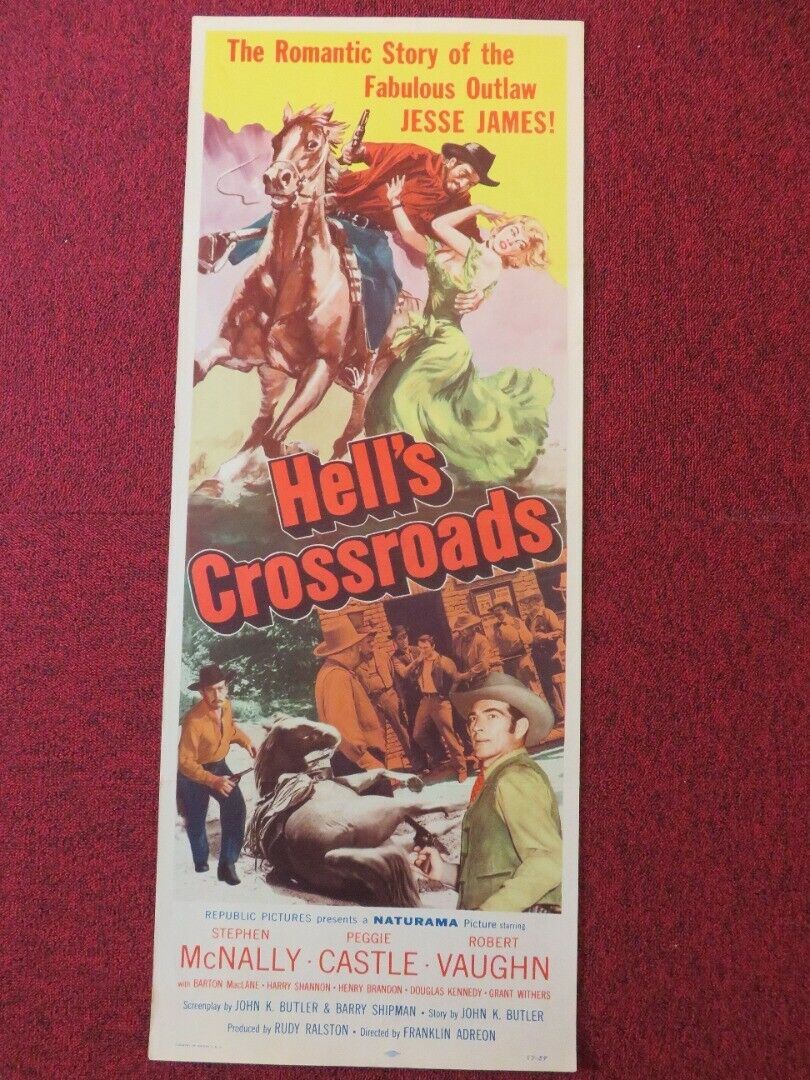 The Romantic Story of the
Fabulous Outlaw
JESSE JAMES!
Hell's
Crossroads
REPUBLIC PICTURES presents a NATURAMA Picture starring
STEPHEN PEGGIE ROBERT
McNALLY · CASTLE · VAUGHN
with BARTON MacLANE · HARRY SHANNON · HENRY BRANDON · DOUGLAS KENNEDY · GRANT WITHERS
Screenplay by JOHN K. BUTLER & BARRY SHIPMAN · Story by JOHN K. BUTLER
Produced by RUDY RALSTON · Directed by FRANKLIN ADREON